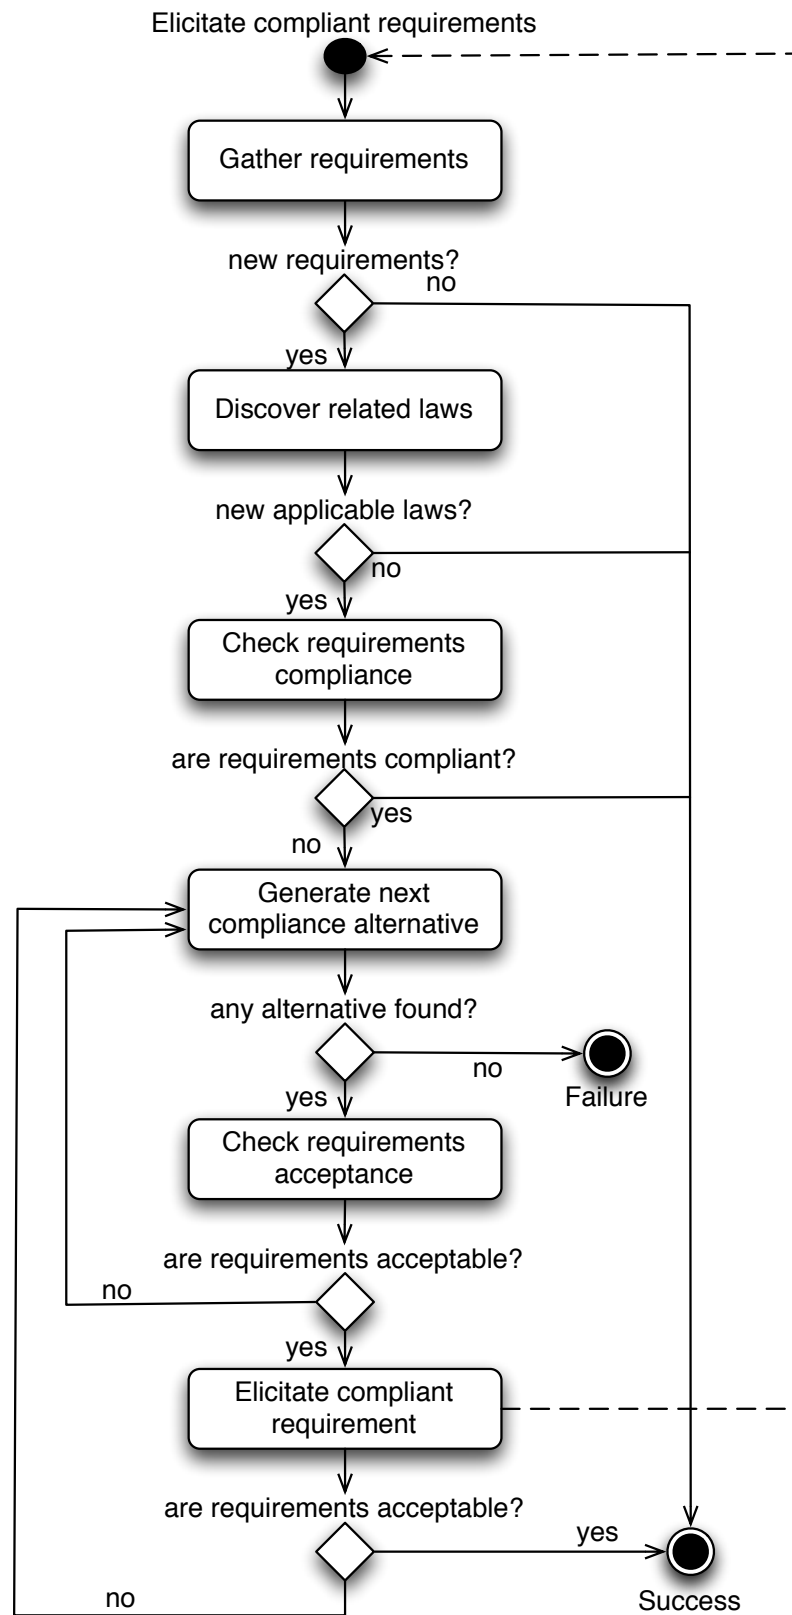 Elicitate compliant requirements
Gather requirements
new requirements?
no
yes
Discover related laws
new applicable laws?
no
yes
Check requirements
compliance
are requirements compliant?
yes
no
Generate next
compliance alternative
any alternative found?
no
yes
Failure
Check requirements
acceptance
are requirements acceptable?
no
yes
Elicitate compliant
requirement
are requirements acceptable?
yes
no
Success